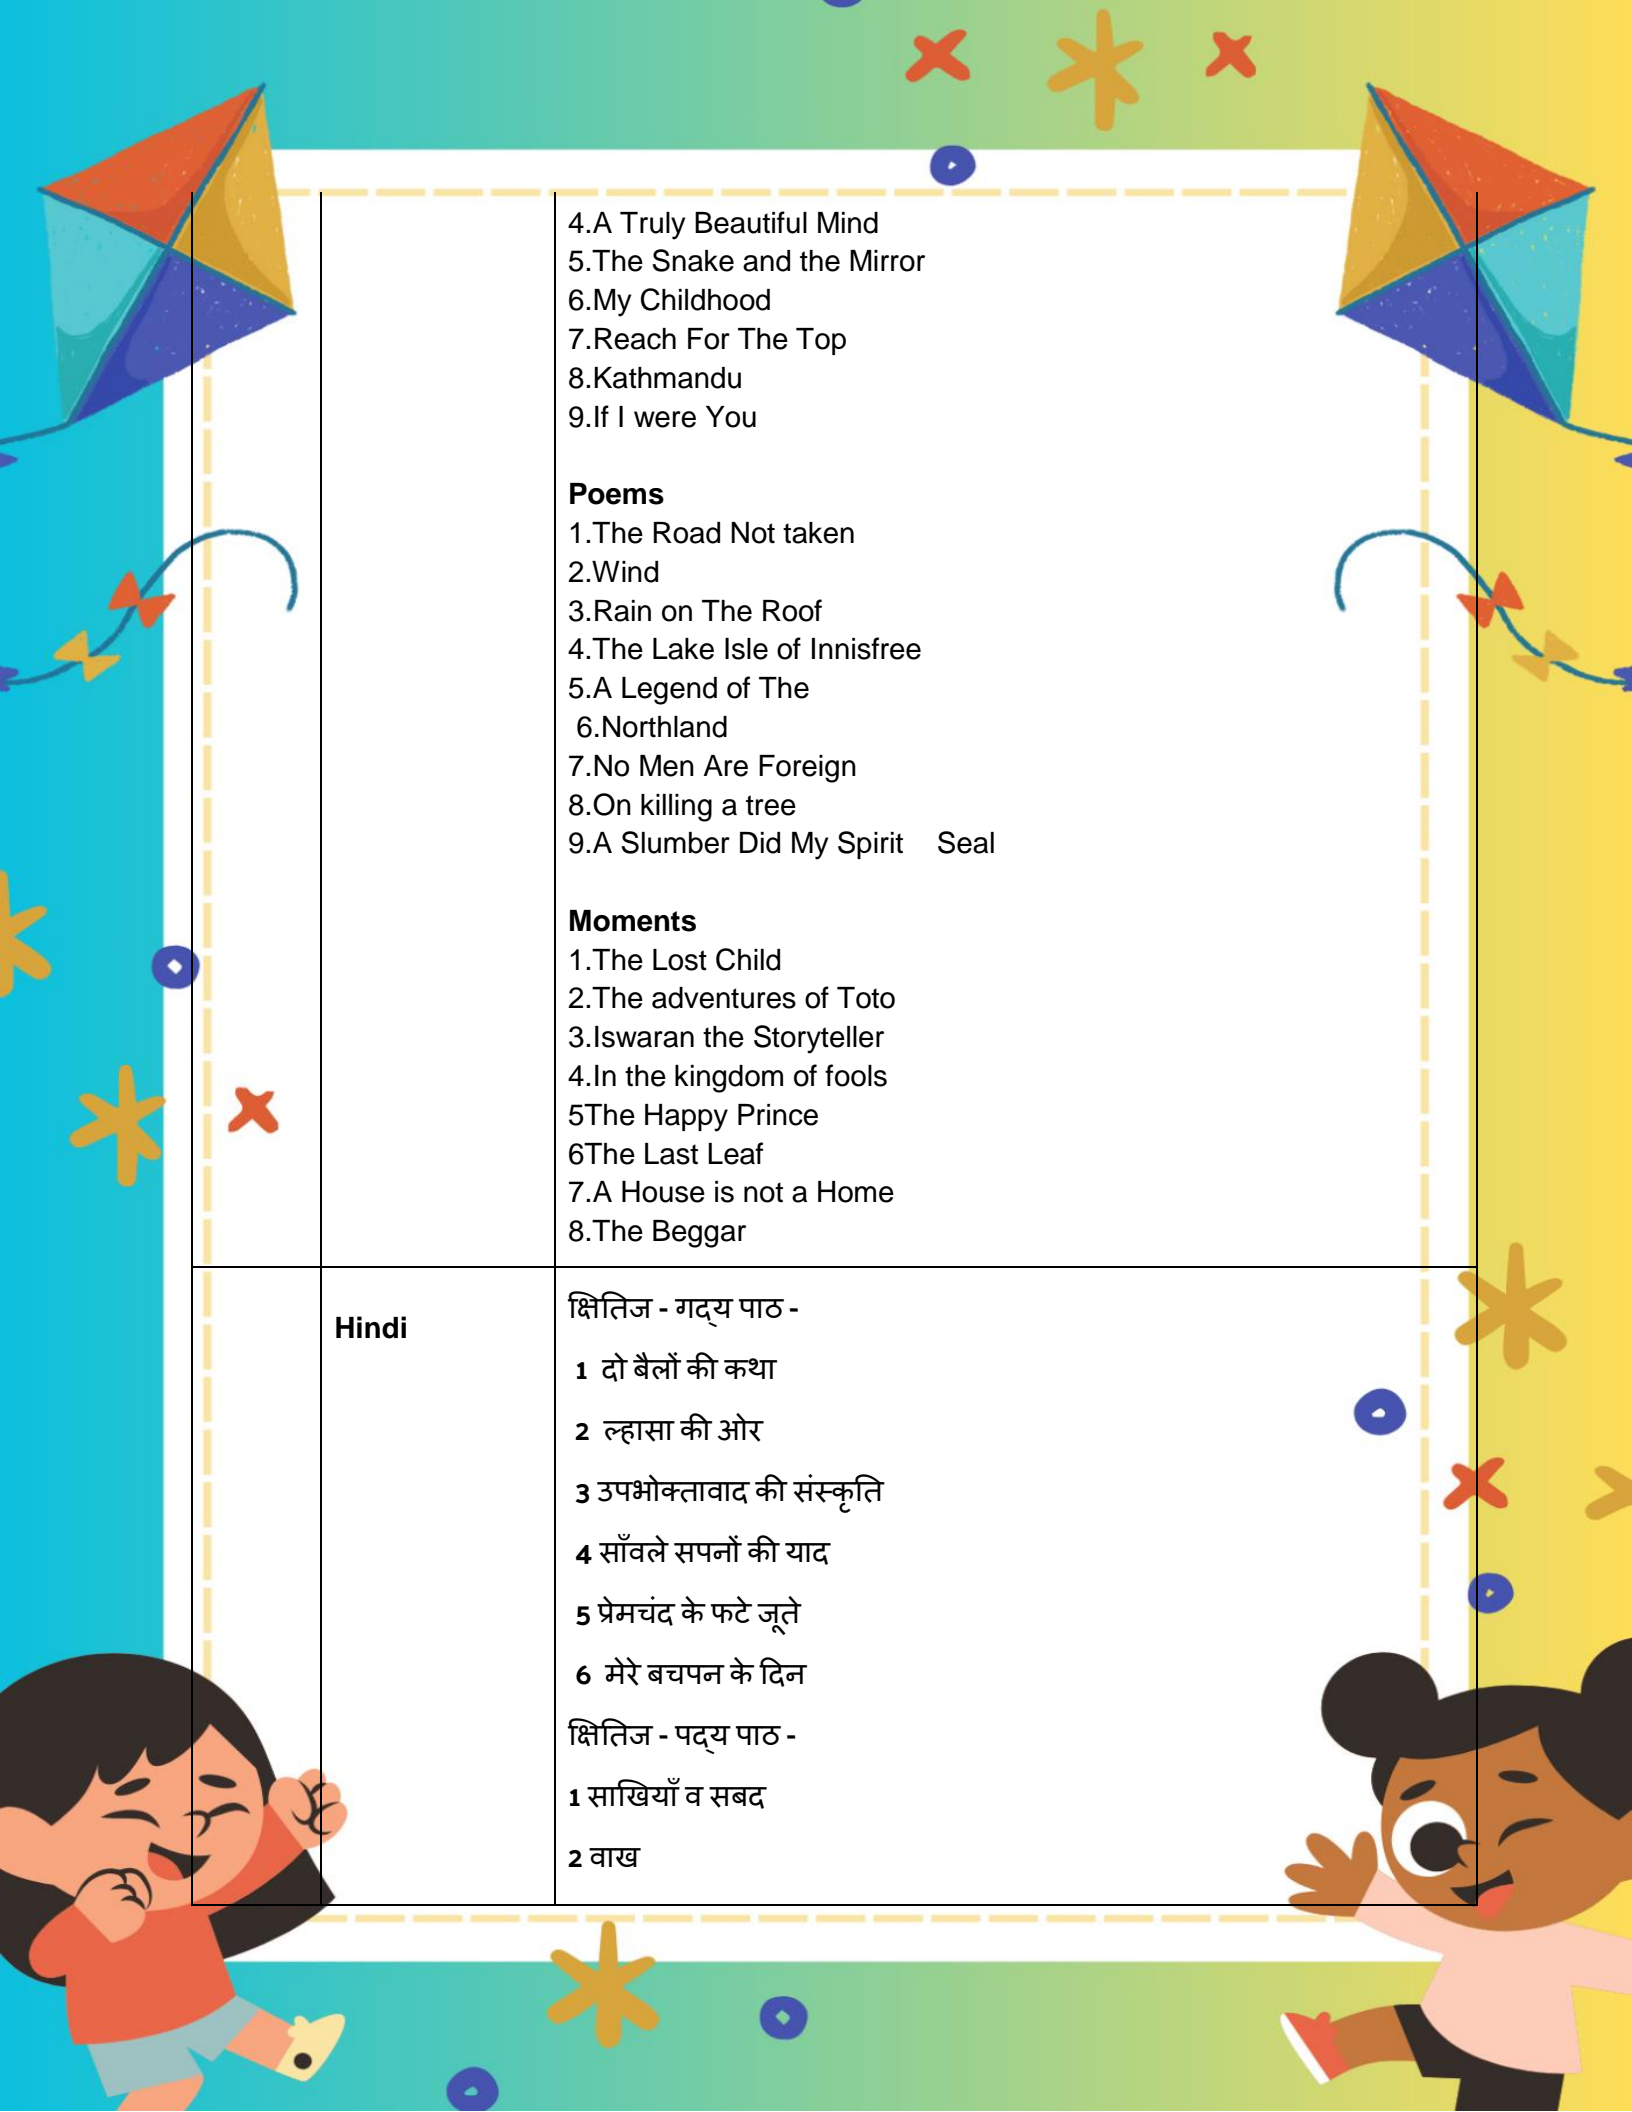 4.A Truly Beautiful Mind
5.The Snake and the Mirror
6.My Childhood
7.Reach For The Top
8.Kathmandu
9.If I were You
Poems
1.The Road Not taken
2.Wind
3.Rain on The Roof
4.The Lake Isle of Innisfree
5.A Legend of The
6.Northland
7.No Men Are Foreign
8.On killing a tree
9.A Slumber Did My Spirit    Seal
Moments
1.The Lost Child
2.The adventures of Toto
3.Iswaran the Storyteller
4.In the kingdom of fools
5The Happy Prince
6The Last Leaf
7.A House is not a Home
8.The Beggar
Hindi
क्षितिज - गद्य पाठ -
1 दो बैलों की कथा
2 ल्हासा की ओर
3 उपभोक्तावाद की संस्कृति
4 साँवले सपनों की याद
5 प्रेमचंद के फटे जूते
6 मेरे बचपन के दिन
क्षितिज - पद्य पाठ -
1 साखियाँ व सबद
2 वाख